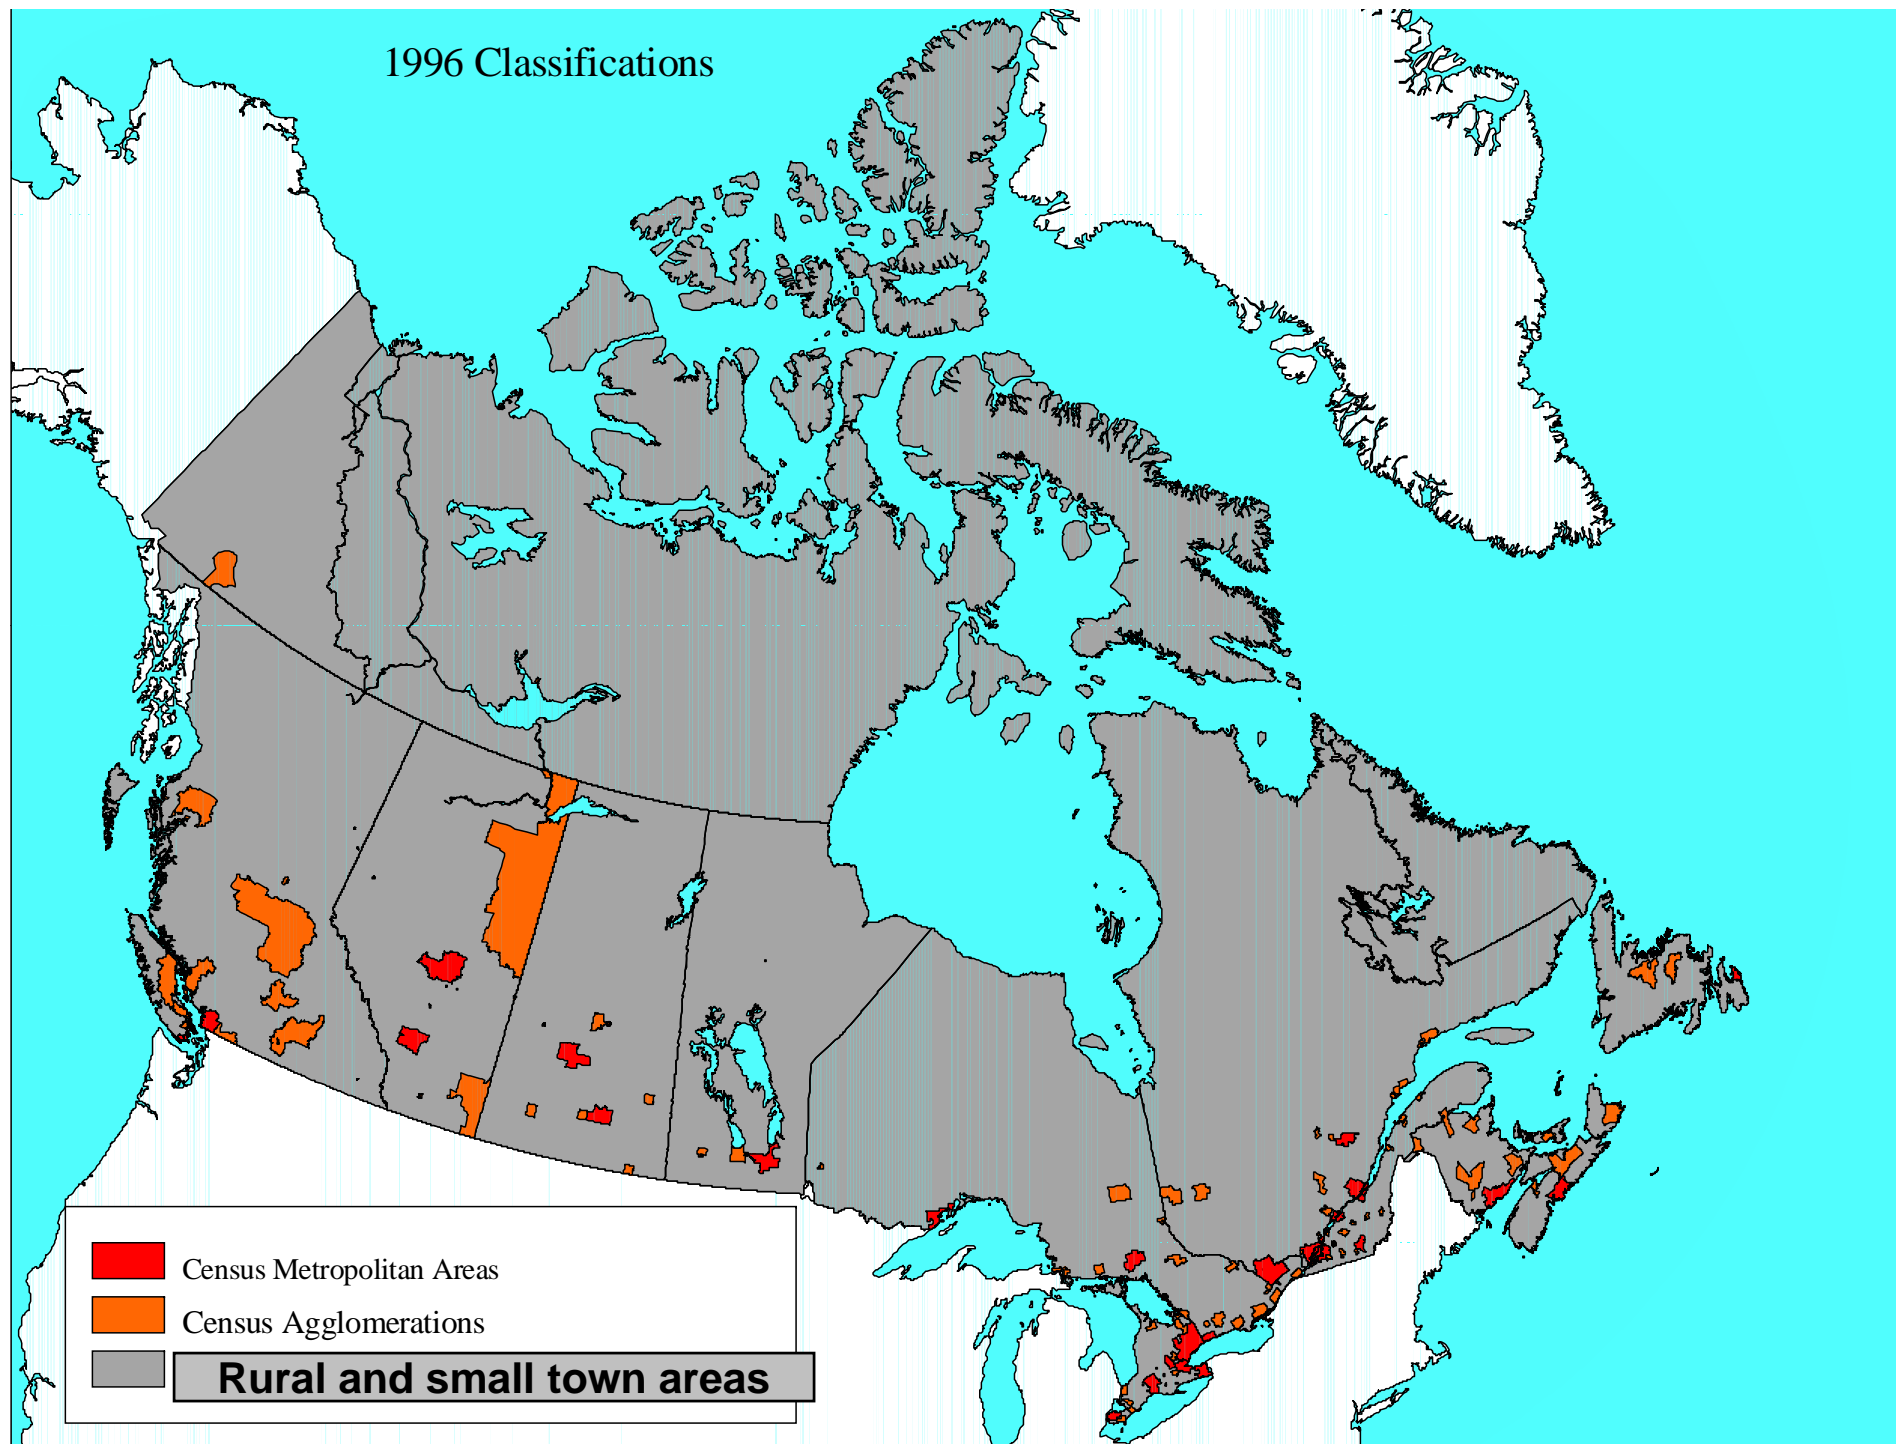 1996 Classifications
Census Metropolitan Areas
Census Agglomerations
Rural and small town areas